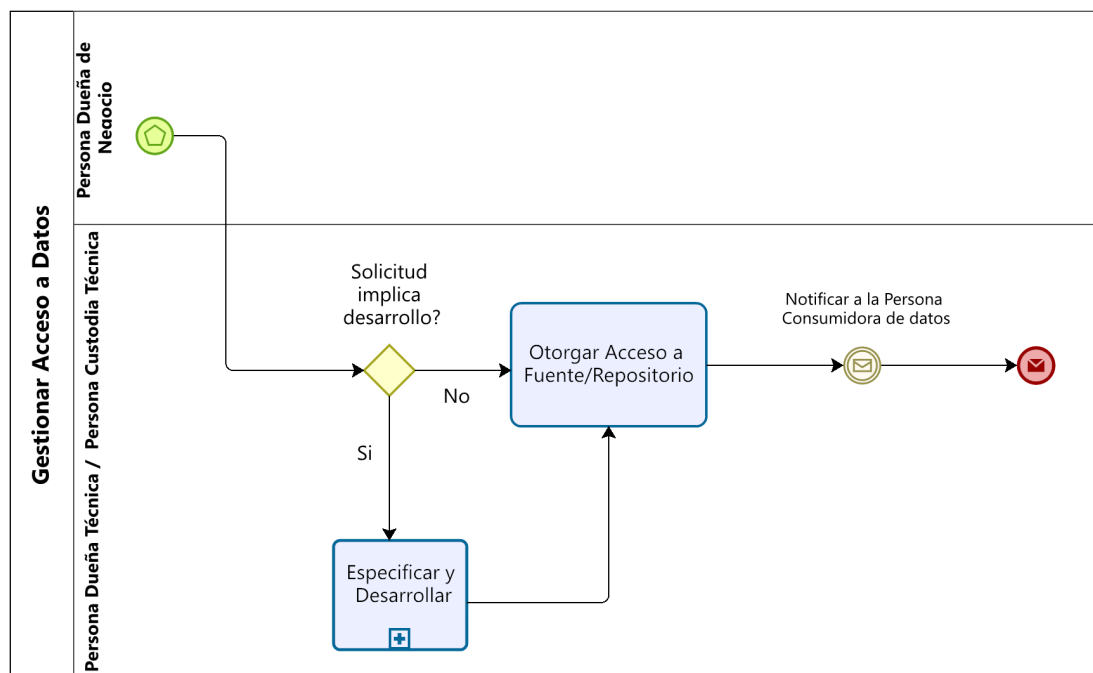 Gestionar Acceso a Datos
Persona Dueña de
Negocio
Persona Dueña Técnica / Persona Custodia Técnica
Solicitud
implica
desarrollo?
No
Si
Otorgar Acceso a
Fuente/Repositorio
Especificar y
Desarrollar
Notificar a la Persona
Consumidora de datos